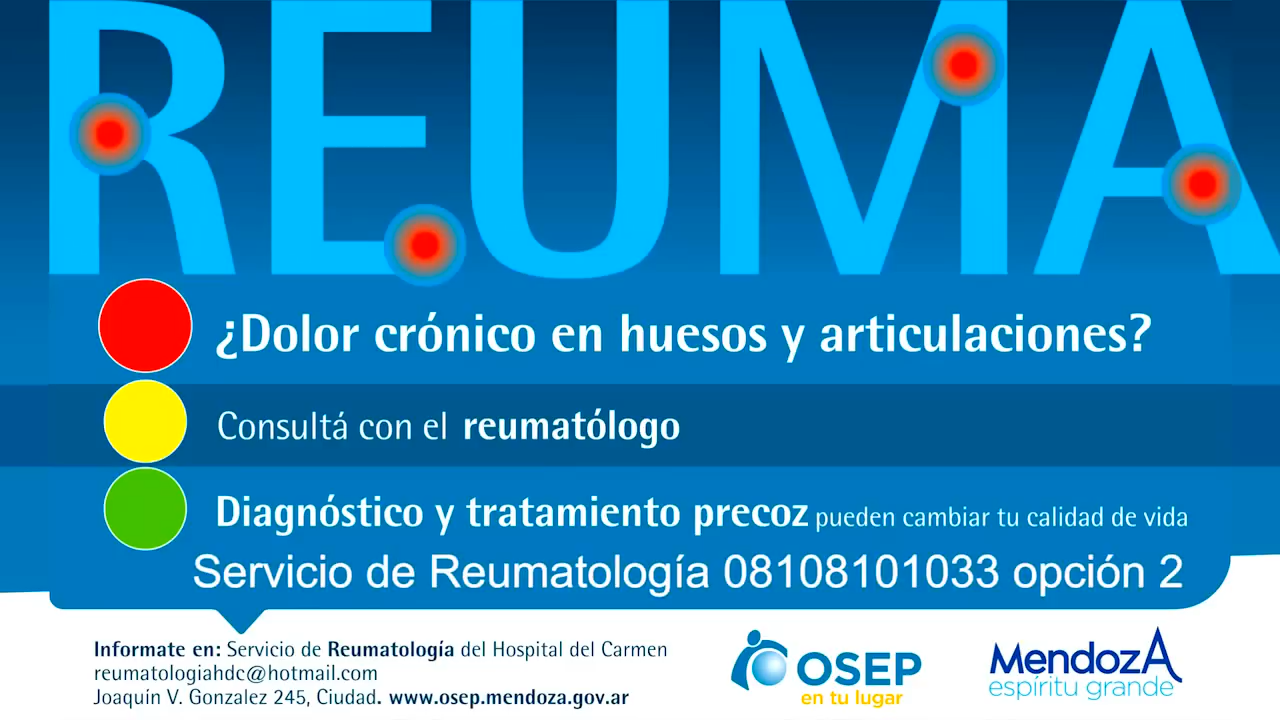 REUMA
¿Dolor crónico en huesos y articulaciones?
Consultá con el reumatólogo
Diagnóstico y tratamiento precoz pueden cambiar tu calidad de vida
Servicio de Reumatología 08108101033 opción 2
Informate en: Servicio de Reumatología del Hospital del Carmen
reumatologiahdc@hotmail.com
Joaquín V. Gonzalez 245, Ciudad. www.osep.mendoza.gov.ar
OSEP
en tu lugar
MendozA
espíritu grande